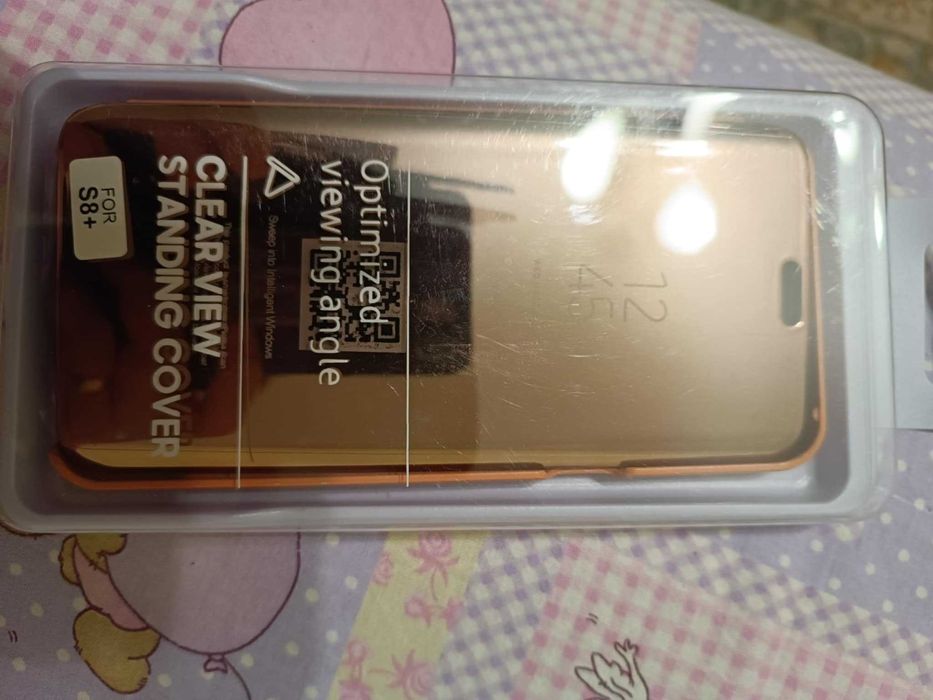 12
45
Optimized
viewing angle
Sweep into Intelligent Windows
CLEAR VIEW
STANDING COVER
FOR
S8+